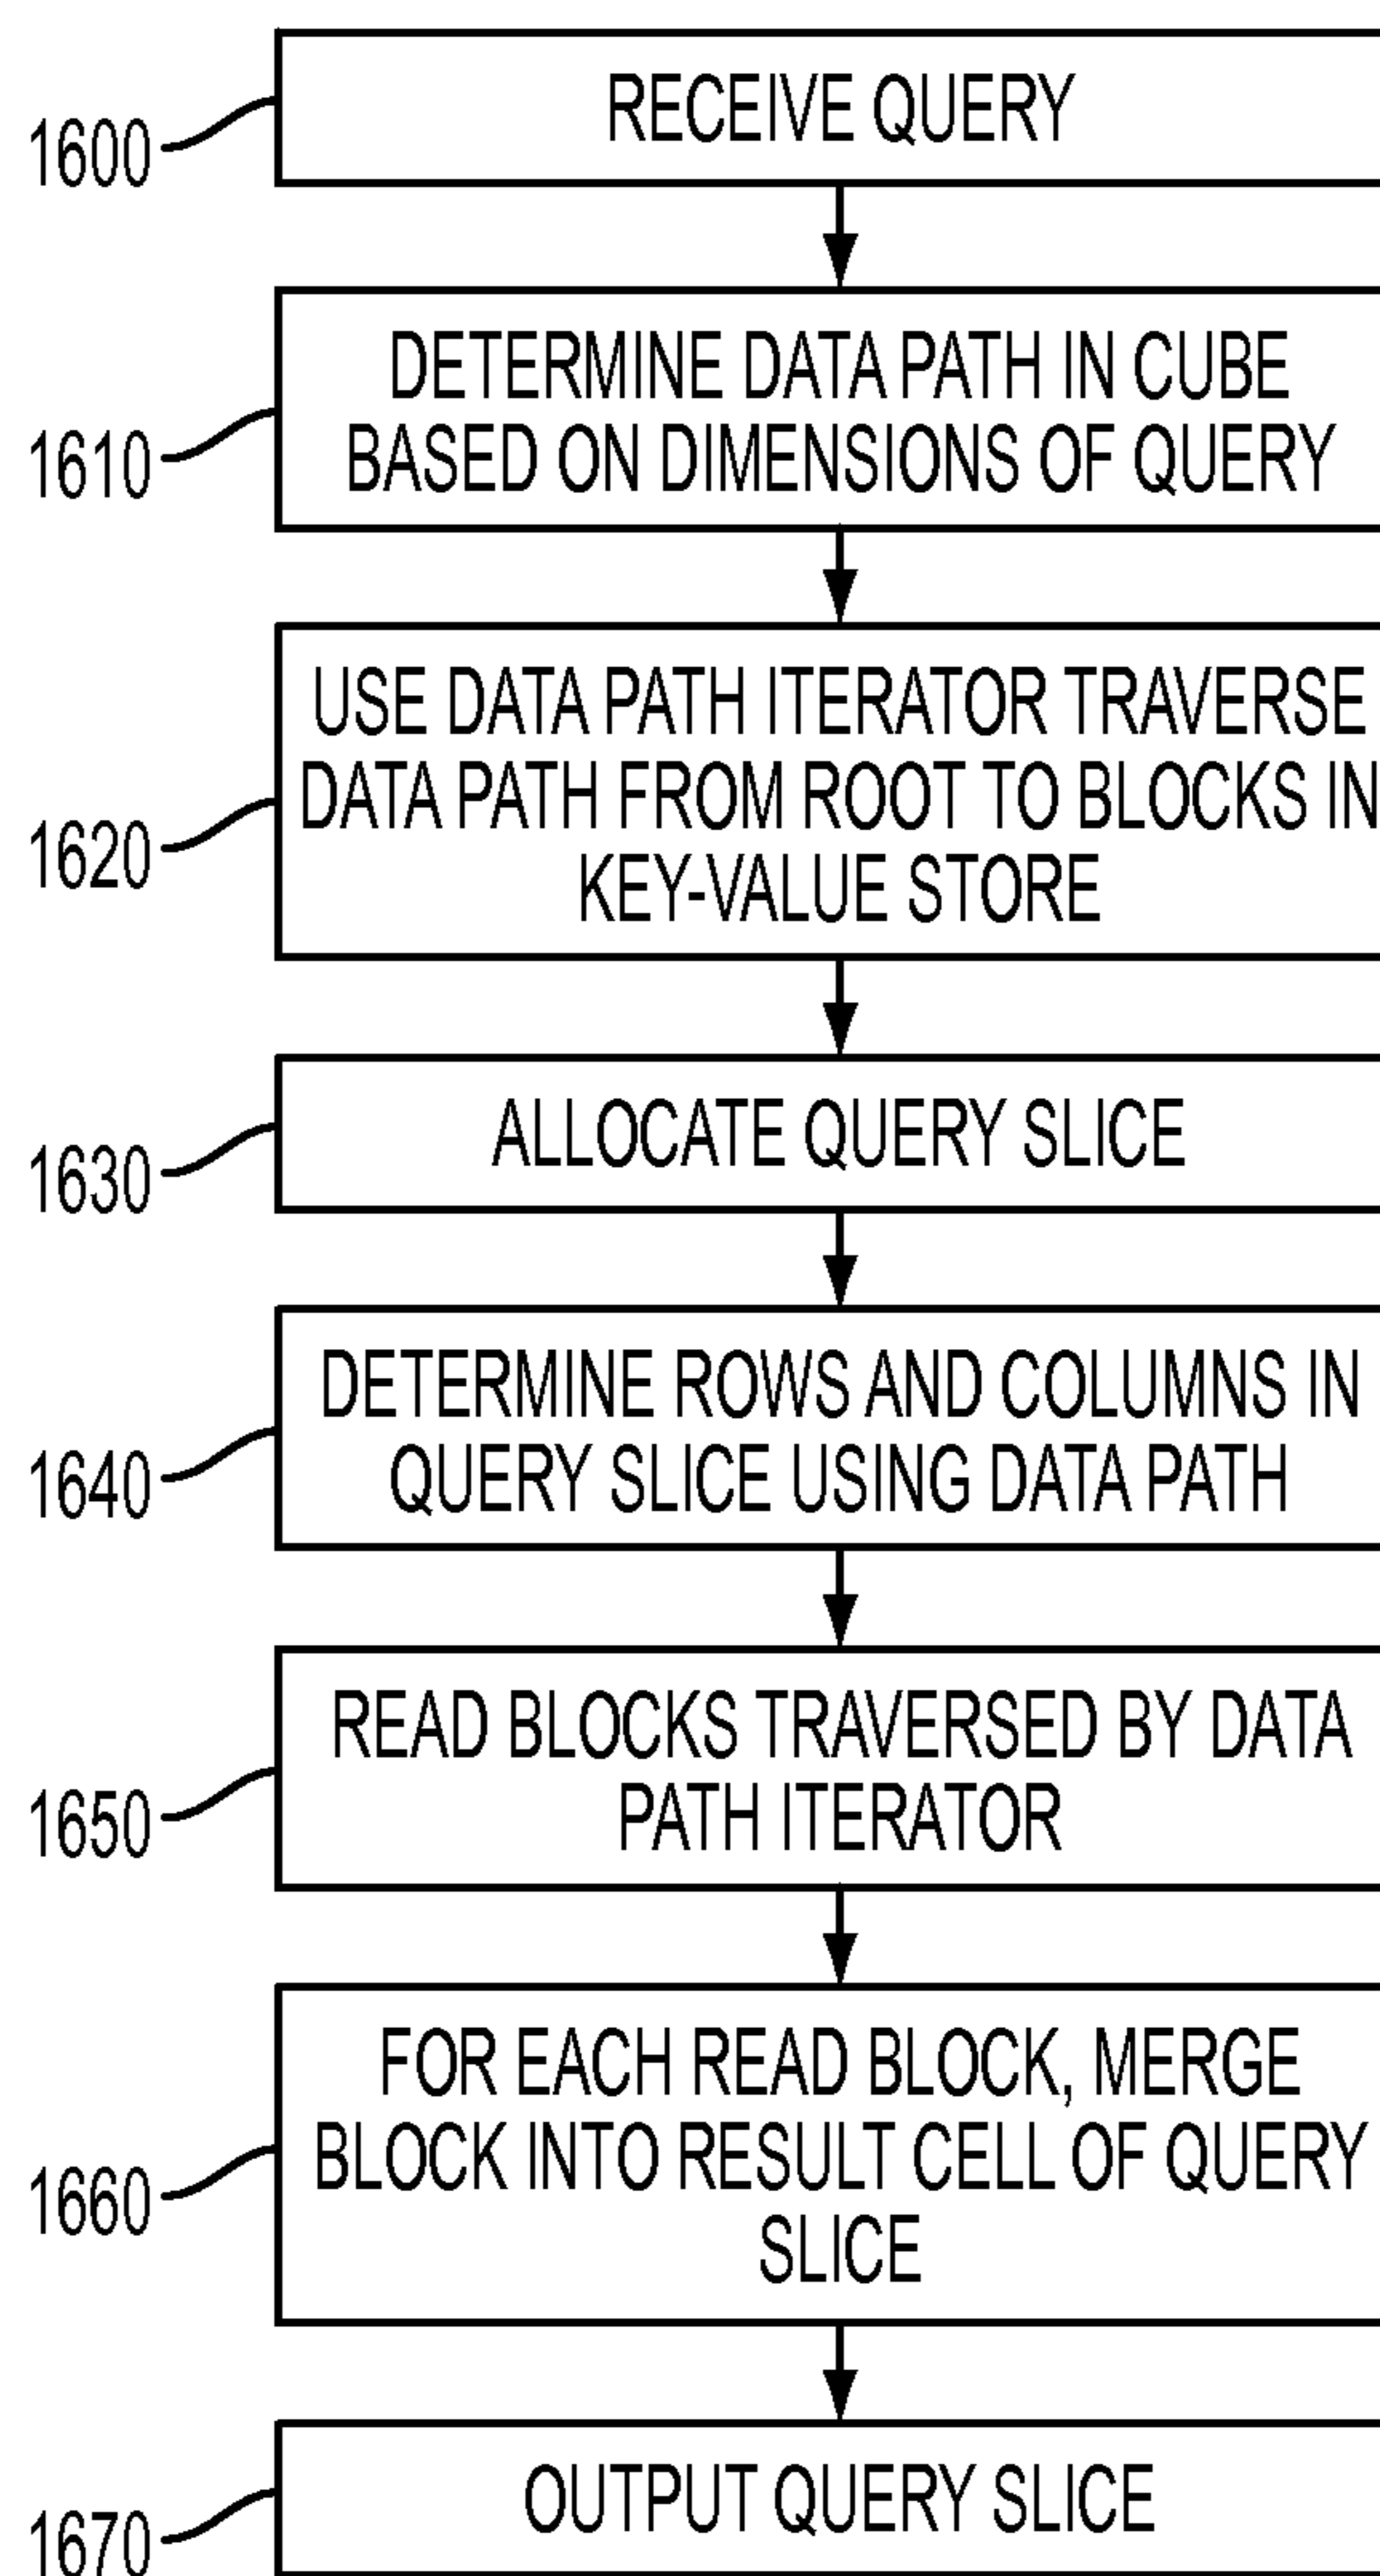 RECEIVE QUERY
1600
DETERMINE DATA PATH IN CUBE
BASED ON DIMENSIONS OF QUERY
1610
USE DATA PATH ITERATOR TRAVERSE
DATA PATH FROM ROOT TO BLOCKS IN
KEY-VALUE STORE
1620
ALLOCATE QUERY SLICE
1630
DETERMINE ROWS AND COLUMNS IN
QUERY SLICE USING DATA PATH
1640
READ BLOCKS TRAVERSED BY DATA
PATH ITERATOR
1650
FOR EACH READ BLOCK, MERGE
BLOCK INTO RESULT CELL OF QUERY
SLICE
1660
OUTPUT QUERY SLICE
1670